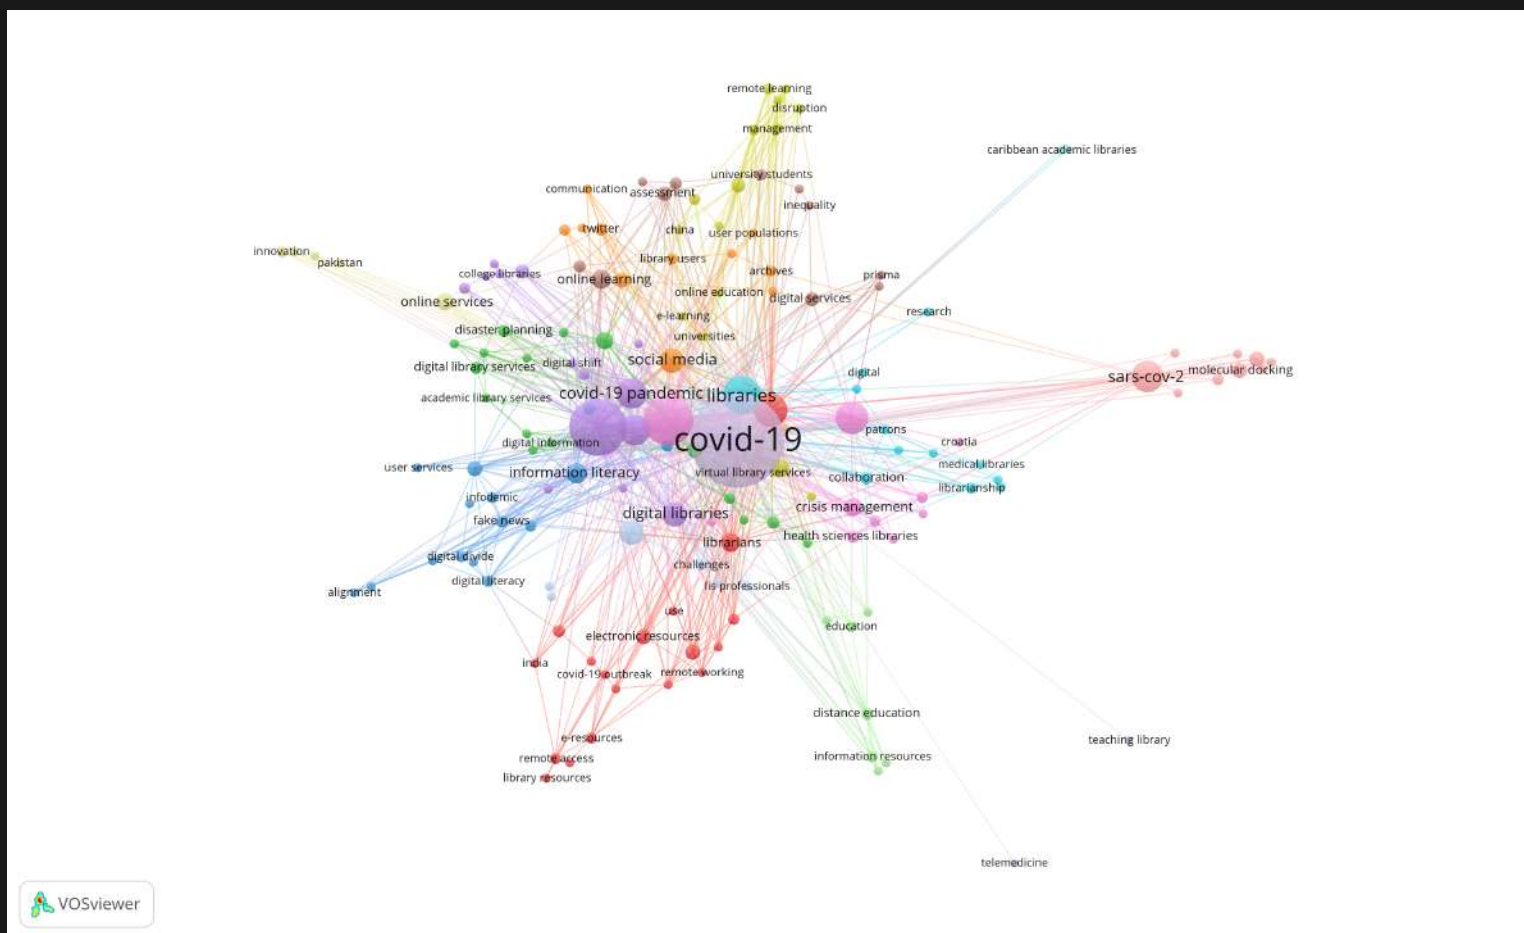 remote learning
disruption
management
caribbean academic libraries
university students
communication
assessment
inequality
twitter
china
user populations
innovation
pakistan
library users
college libraries
online learning
archives
prisma
online education
digital services
online services
research
e-learning
disaster planning
universities
social media
digital shift
digital library services
digital
sars-cov-2
molecular docking
covid-19 pandemic
libraries
academic library services
patrons
covid-19
digital information
croatia
user services
information literacy
virtual library services
medical libraries
collaboration
librarianship
infodemic
crisis management
digital libraries
fake news
librarians
health sciences libraries
digital divide
challenges
digital literacy
lis professionals
alignment
use
education
electronic resources
india
covid-19 outbreak
remote working
distance education
e-resources
teaching library
remote access
information resources
library resources
telemedicine
VOSviewer